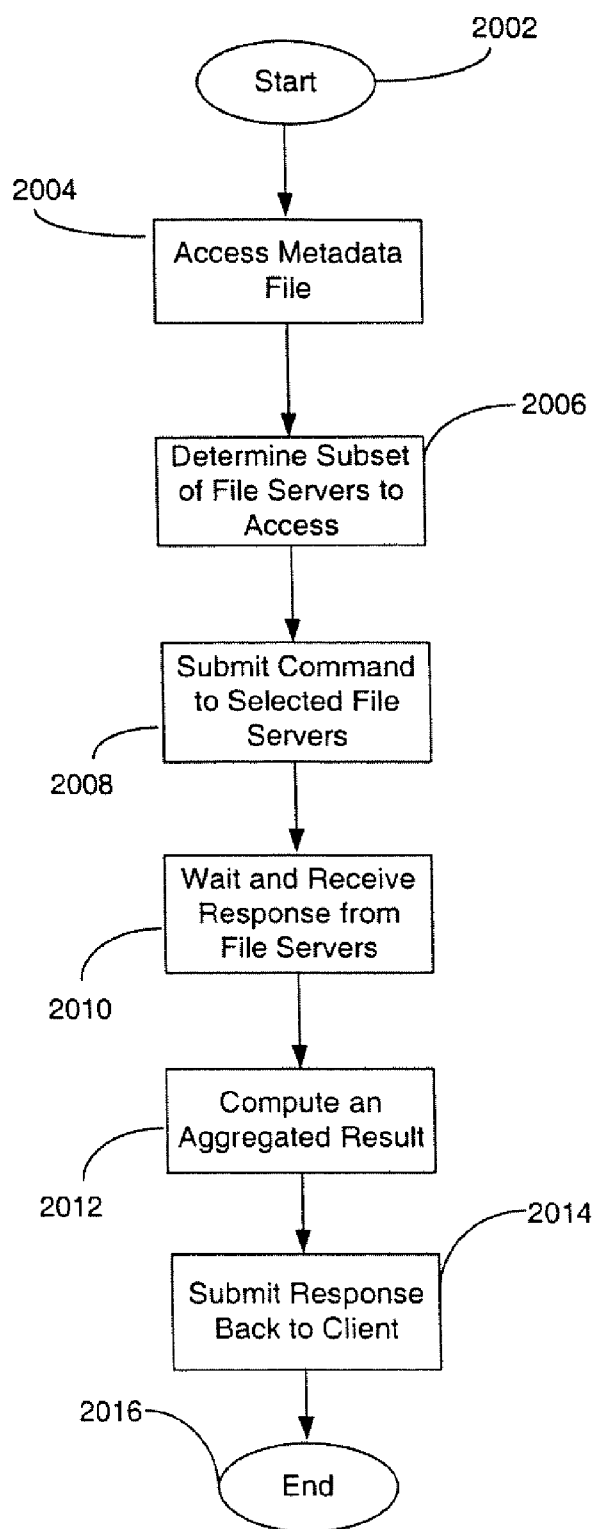 2002
Start
2004
Access Metadata
File
2006
Determine Subset
of File Servers to
Access
Submit Command
to Selected File
Servers
2008
Wait and Receive
Response from
File Servers
2010
Compute an
Aggregated Result
2012
2014
Submit Response
Back to Client
2016
End